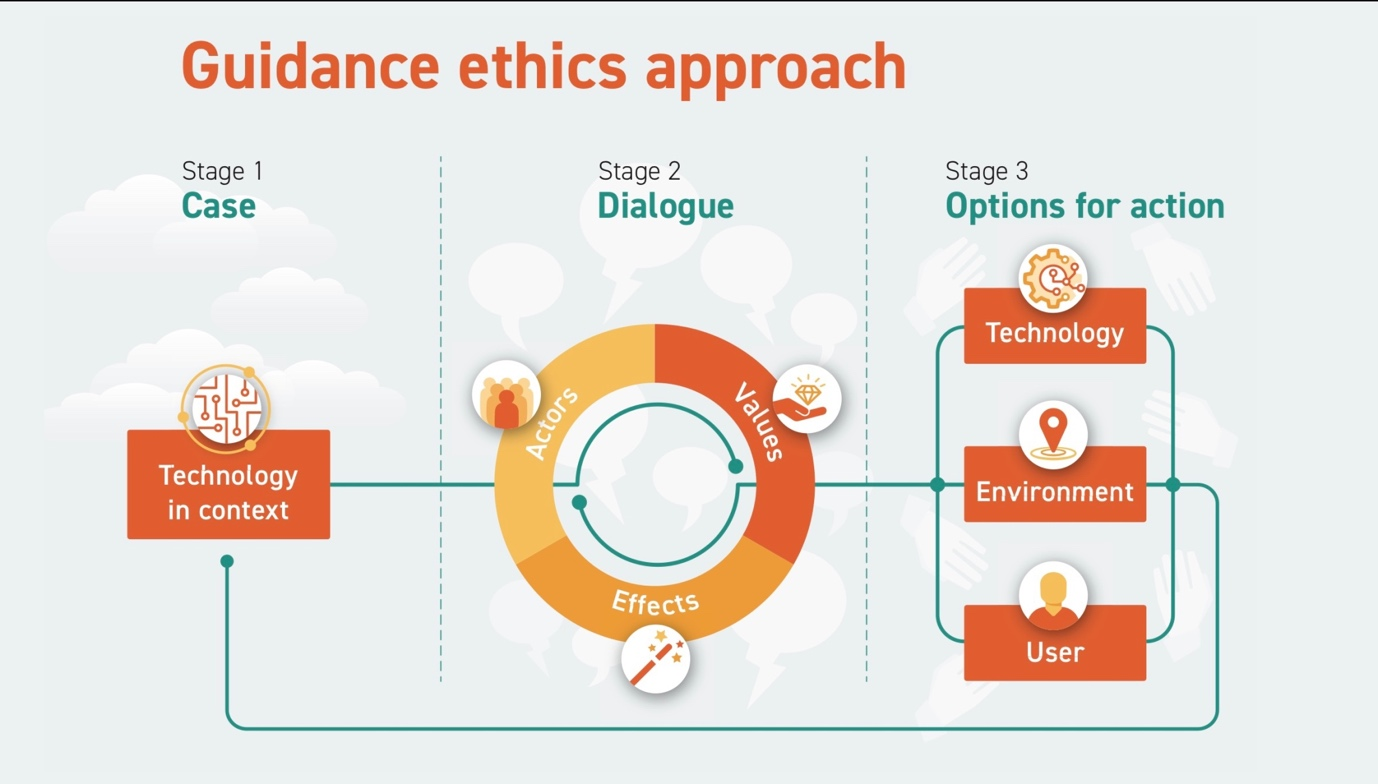 Guidance ethics approach
Stage 1
Case
Stage 2
Dialogue
Stage 3
Options for action
Technology
in context
Actors
Values
Effects
Technology
Environment
User